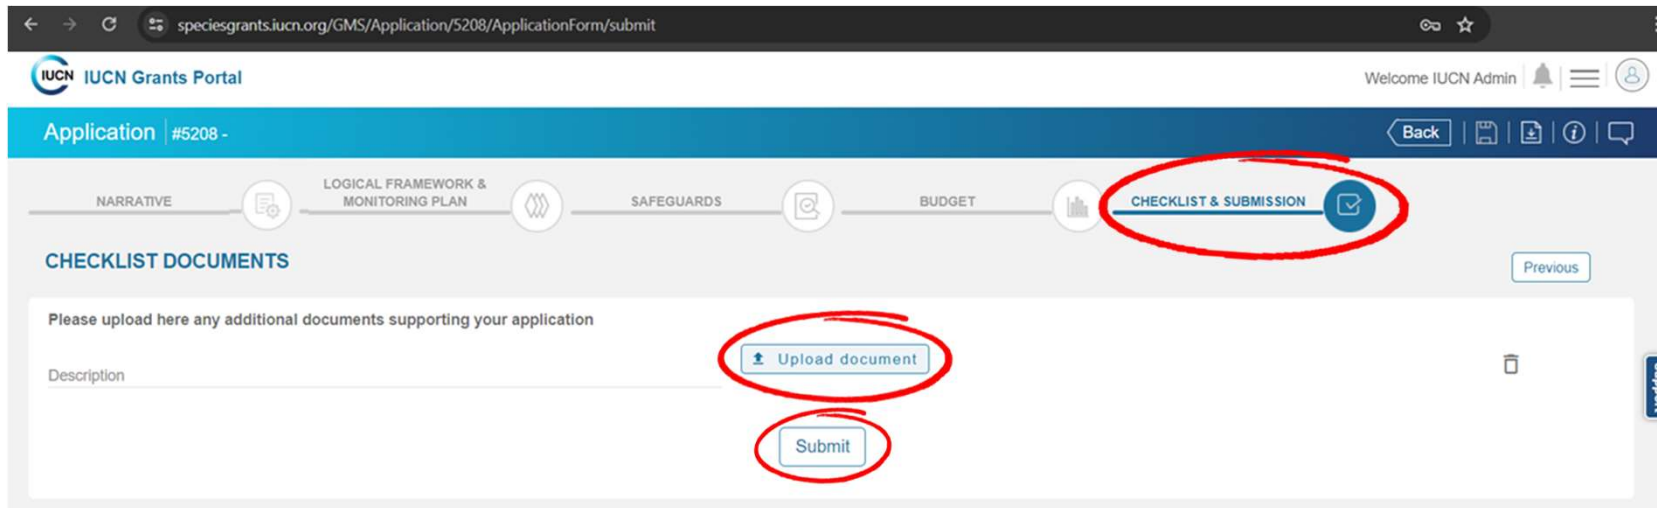 speciesgrants.iucn.org/GMS/Application/5208/ApplicationForm/submit
IUCN IUCN Grants Portal
Welcome IUCN Admin
Application #5208 -
Back
NARRATIVE
LOGICAL FRAMEWORK &
MONITORING PLAN
SAFEGUARDS
BUDGET
CHECKLIST & SUBMISSION
CHECKLIST DOCUMENTS
Previous
Please upload here any additional documents supporting your application
Upload document
Description
Submit